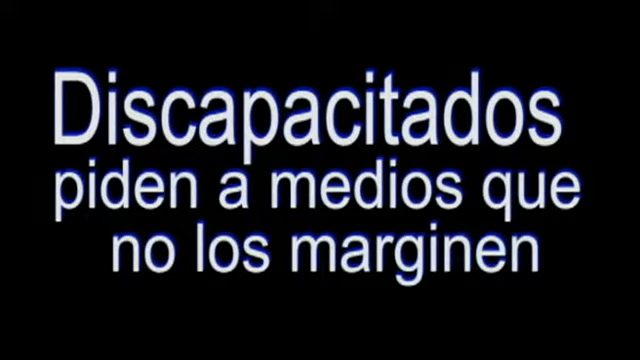 Discapacitados
piden a medios que
no los marginen